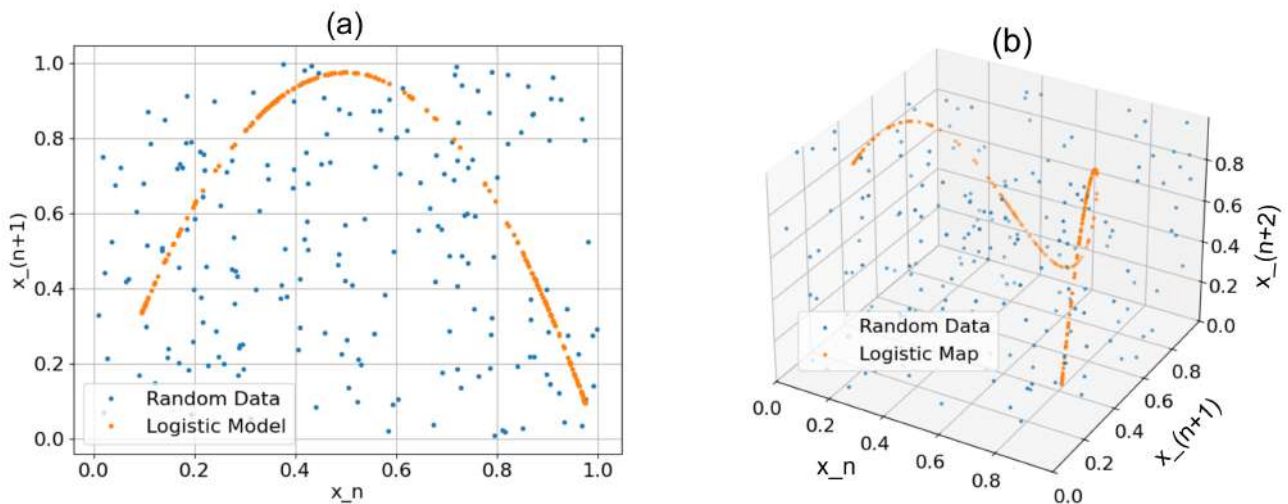 (a)
1.0
0.8
0.6
0.4
0.2
0.0
x_(n+1)
Random Data
Logistic Model
0.0 0.2 0.4 0.6 0.8 1.0
x_n
(b)
0.8
0.6
0.4
0.2
0.0
x_(n+2)
Random Data
Logistic Map
0.0 0.2 0.4 0.6 0.8
x_n
0.0 0.2 0.4 0.6 0.8
x_(n+1)